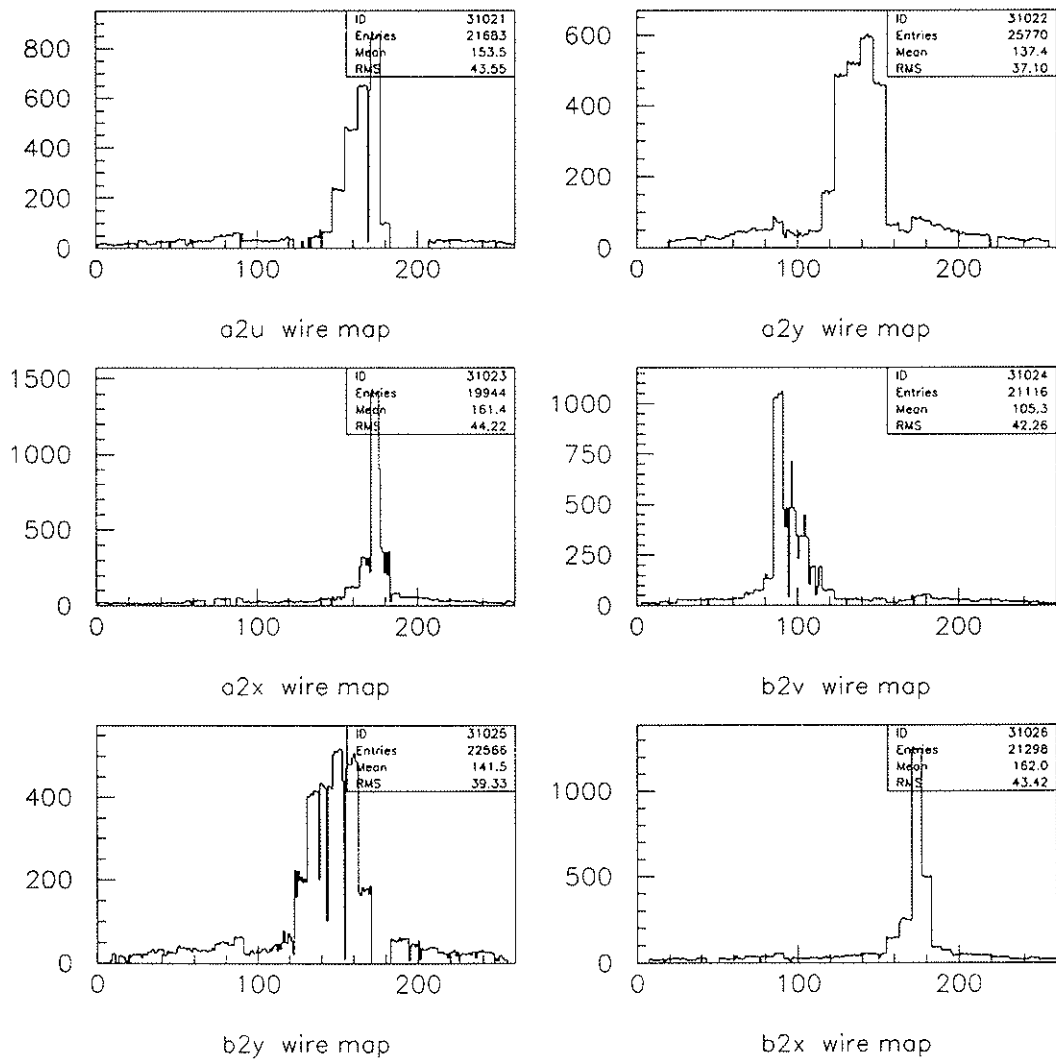 ID 31021
Entries 21683
Mean 153.5
RMS 43.55
800
600
400
200
0
0 100 200
a2u wire map
ID 31022
Entries 25770
Mean 137.4
RMS 37.10
600
400
200
0
0 100 200
a2y wire map
ID 31023
Entries 19944
Mean 161.4
RMS 44.22
1500
1000
500
0
0 100 200
a2x wire map
ID 31024
Entries 21116
Mean 105.3
RMS 42.26
1000
750
500
250
0
0 100 200
b2v wire map
ID 31025
Entries 22566
Mean 141.5
RMS 39.33
400
200
0
0 100 200
b2y wire map
ID 31026
Entries 21298
Mean 162.0
RMS 43.42
1000
500
0
0 100 200
b2x wire map